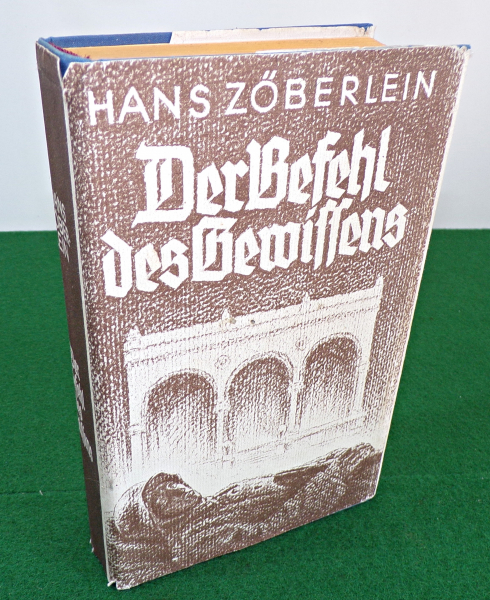 HANS ZÖBERLEIN
Der Befehl
des Gewissens